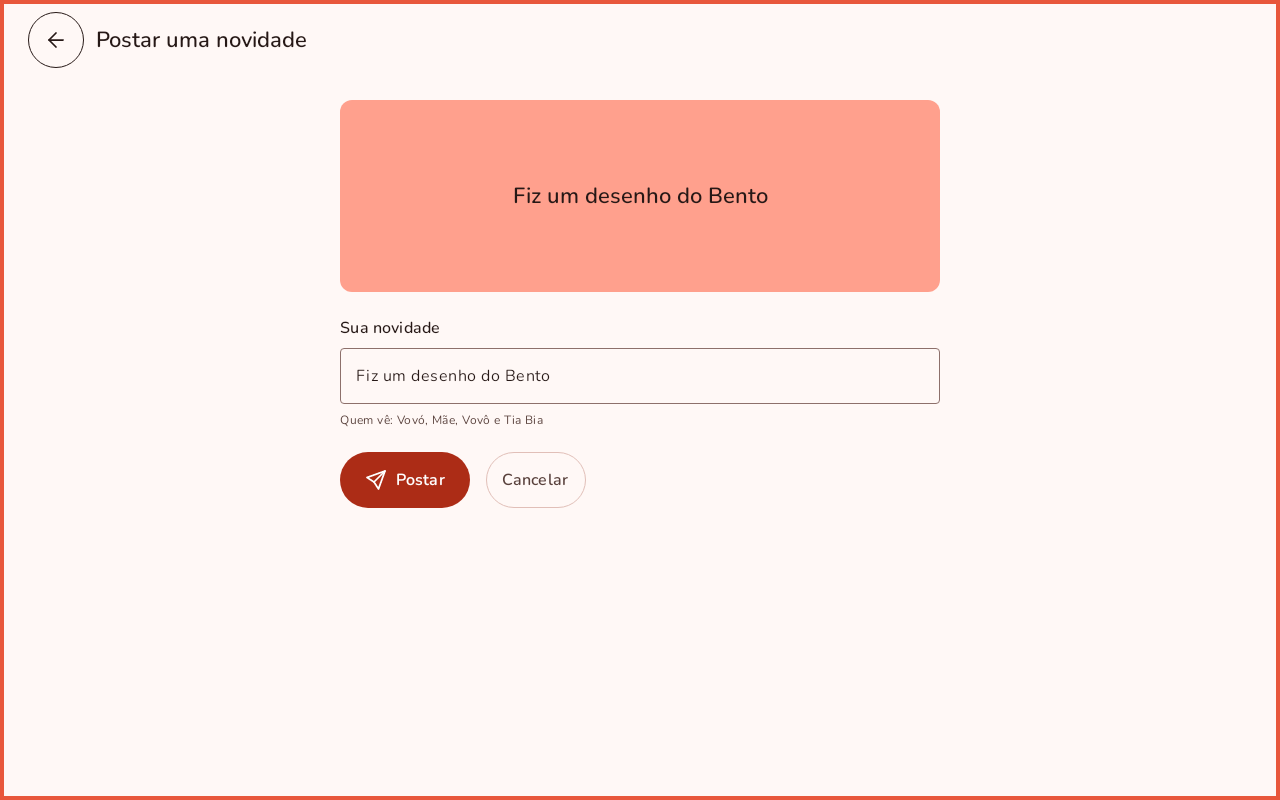 Postar uma novidade
Fiz um desenho do Bento
Sua novidade
Fiz um desenho do Bento
Quem vê: Vovó, Mãe, Vovô e Tia Bia
Postar
Cancelar